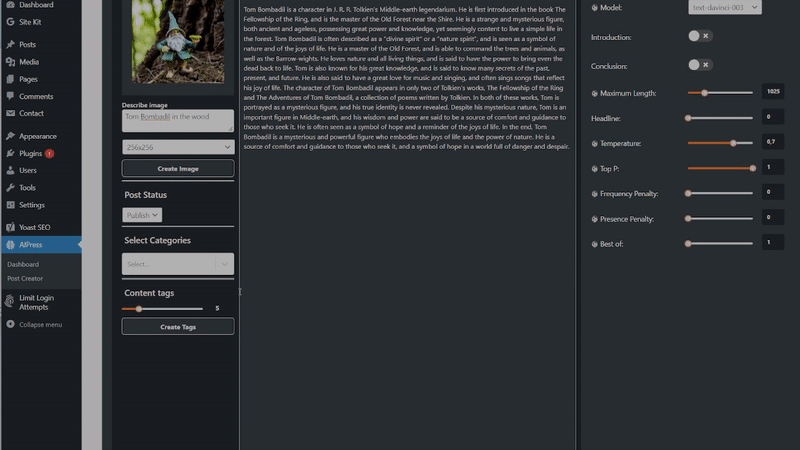 Dashboard
Site Kit
Posts
Media
Pages
Comments
Contact
Appearance
Plugins 1
Users
Tools
Settings
Yoast SEO
AIPress
Dashboard
Post Creator
Limit Login
Attempts
Collapse menu
Describe image
Tom Bombadil in the wood
256x256
Create Image
Post Status
Publish
Select Categories
Select...
Content tags
5
Create Tags
Tom Bombadil is a character in J. R. R. Tolkien's Middle-earth legendarium. He is first introduced in the book The
Fellowship of the Ring, and is the master of the Old Forest near the Shire. He is a strange and mysterious figure,
both ancient and ageless, possessing great power and knowledge, yet seemingly content to live a simple life in
the forest. Tom Bombadil is often described as a "divine spirit" or a "nature spirit", and is seen as a symbol of
nature and of the joys of life. He is a master of the Old Forest, and is able to command the trees and animals, as
well as the Barrow-wights. He loves nature and all living things, and is said to have the power to bring even the
dead back to life. Tom is also known for his great knowledge, and is said to know many secrets of the past,
present, and future. He is also said to have a great love for music and singing, and often sings songs that reflect
his joy of life. The character of Tom Bombadil appears in only two of Tolkien's works, The Fellowship of the Ring
and The Adventures of Tom Bombadil, a collection of poems written by Tolkien. In both of these works, Tom is
portrayed as a mysterious figure, and his true identity is never revealed. Despite his mysterious nature, Tom is an
important figure in Middle-earth, and his wisdom and power are said to be a source of comfort and guidance to
those who seek it. He is often seen as a symbol of hope and a reminder of the joys of life. In the end, Tom
Bombadil is a mysterious and powerful figure who embodies the joys of life and the power of nature. He is a
source of comfort and guidance to those who seek it, and a symbol of hope in a world full of danger and despair.
Model: text-davinci-003
Introduction:
Conclusion:
Maximum Length: 1025
Headline: 0
Temperature: 0,7
Top P: 1
Frequency Penalty: 0
Presence Penalty: 0
Best of: 1